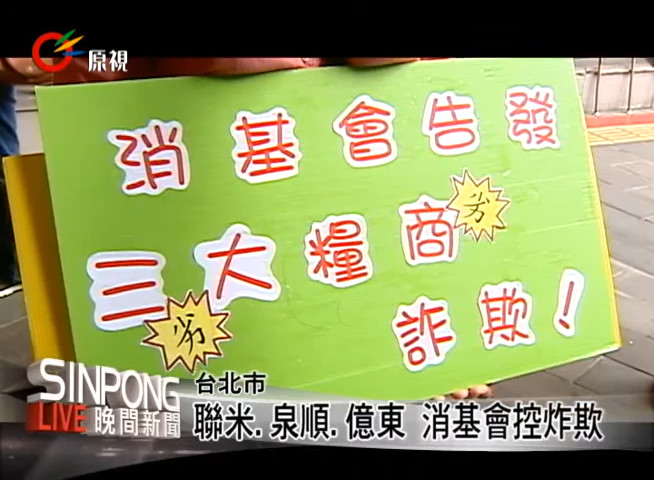 原視
消基會告發
三大糧商
劣
劣
詐欺!
SINPONG
LIVE 晚間新聞
台北市
聯米.泉順.億東 消基會控炸欺